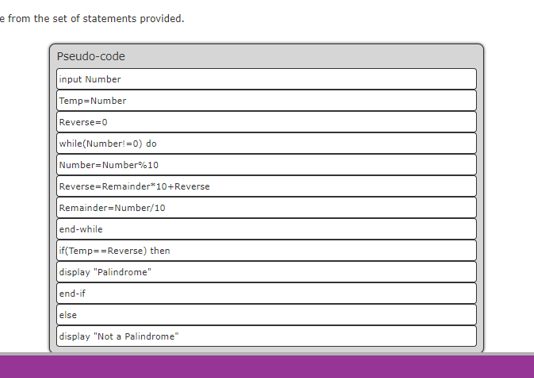 e from the set of statements provided.
Pseudo-code
input Number
Temp=Number
Reverse=0
while(Number!=0) do
Number=Number%10
Reverse=Remainder*10+Reverse
Remainder=Number/10
end-while
if(Temp==Reverse) then
display "Palindrome"
end-if
else
display "Not a Palindrome"